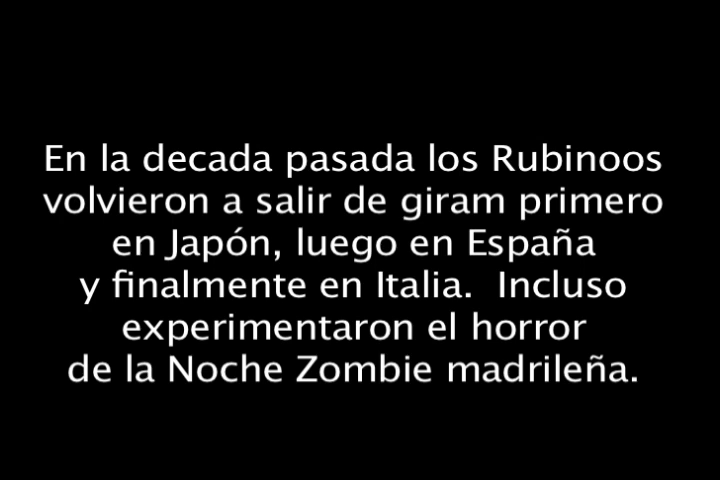 En la decada pasada los Rubinoos
volvieron a salir de giram primero
en Japón, luego en España
y finalmente en Italia.  Incluso
experimentaron el horror
de la Noche Zombie madrileña.